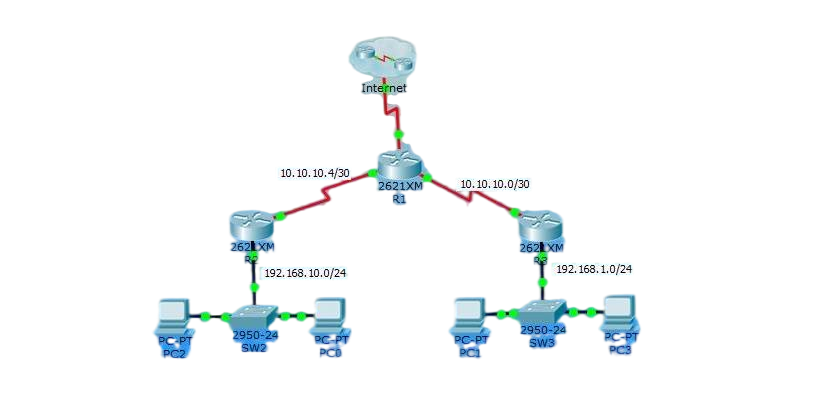 Internet
10.10.10.4/30
10.10.10.0/30
2621XM
R1
2621XM
R2
2621XM
R3
192.168.10.0/24
192.168.1.0/24
PC-PT
PC2
2950-24
SW2
PC-PT
PC0
PC-PT
PC1
2950-24
SW3
PC-PT
PC3